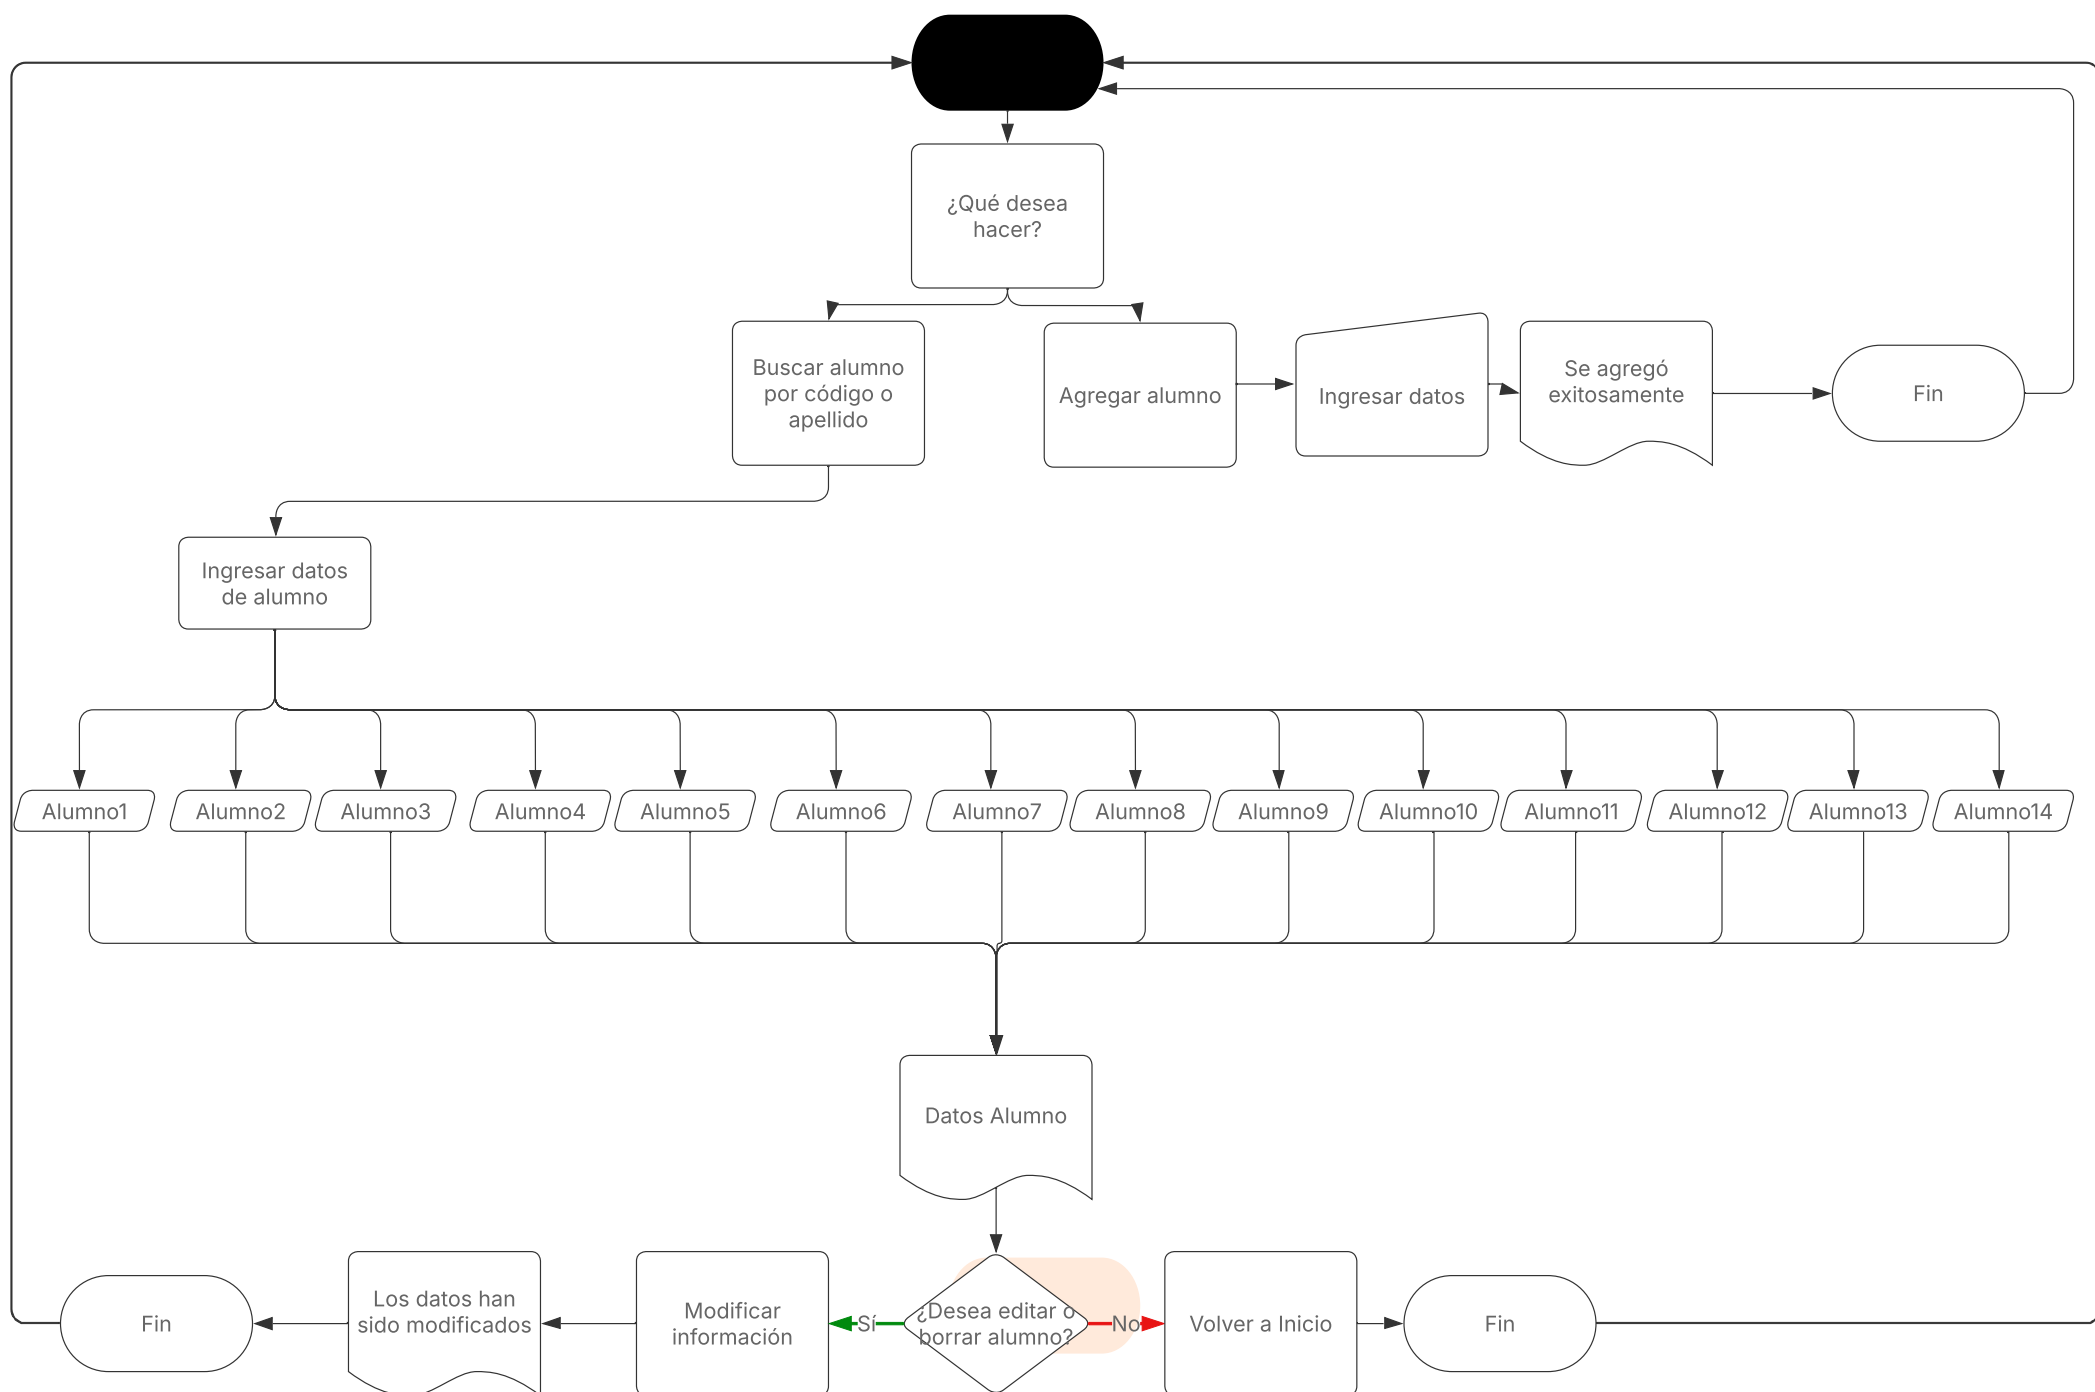 ¿Qué desea
hacer?
Buscar alumno
por código o
apellido
Agregar alumno
Ingresar datos
Se agregó
exitosamente
Fin
Ingresar datos
de alumno
Alumno1
Alumno2
Alumno3
Alumno4
Alumno5
Alumno6
Alumno7
Alumno8
Alumno9
Alumno10
Alumno11
Alumno12
Alumno13
Alumno14
Datos Alumno
Fin
Los datos han
sido modificados
Modificar
información
Sí
¿Desea editar o
borrar alumno?
No
Volver a Inicio
Fin